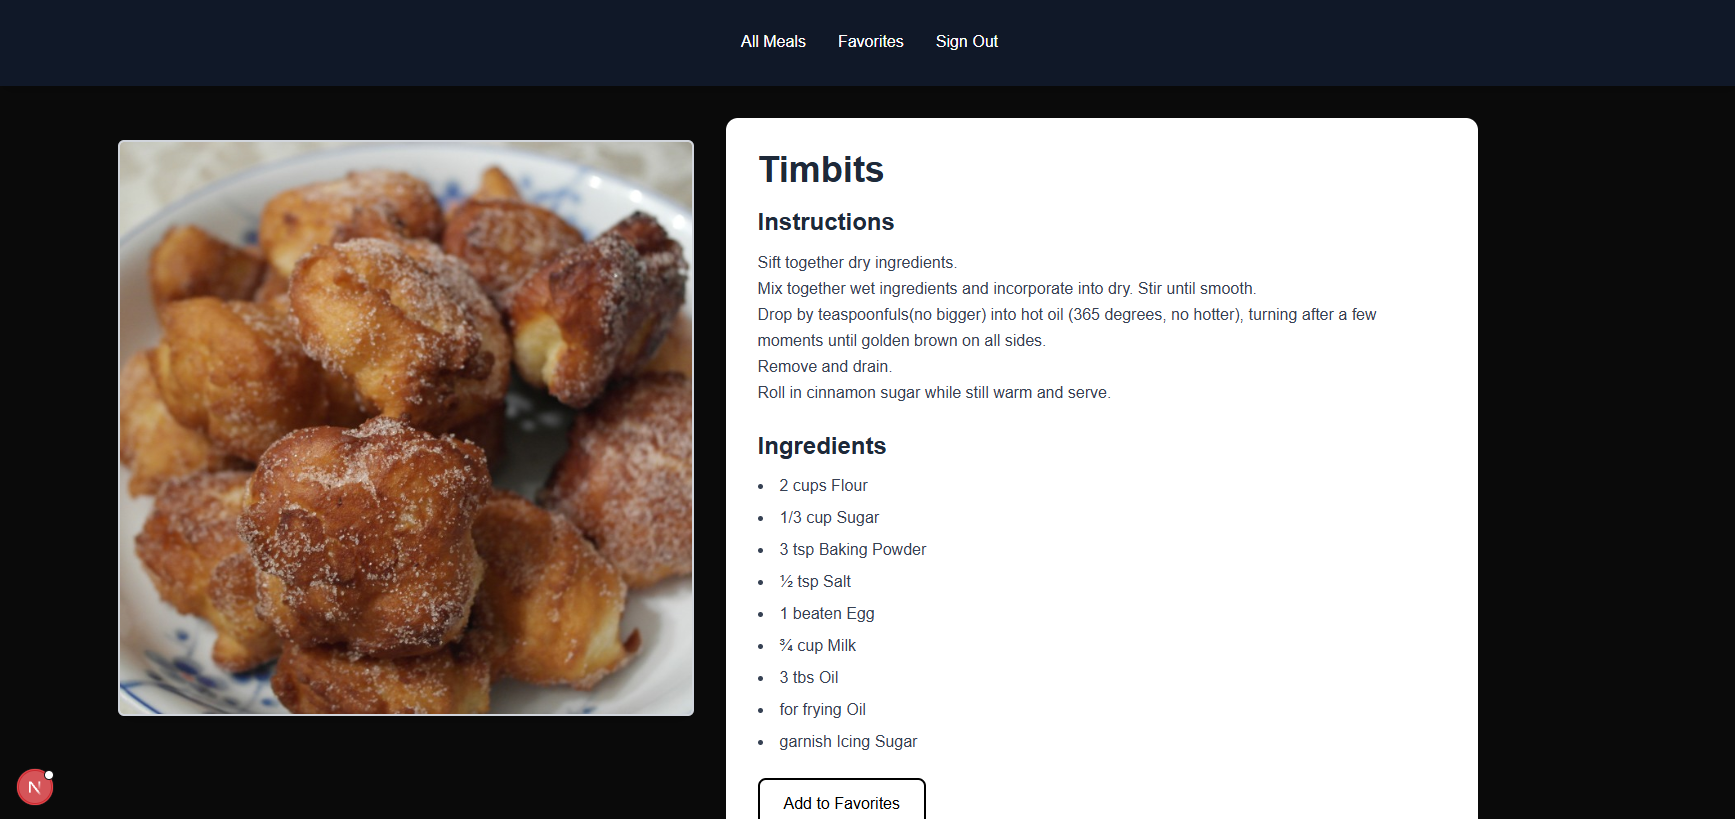 All Meals Favorites Sign Out
Timbits
Instructions
Sift together dry ingredients.
Mix together wet ingredients and incorporate into dry. Stir until smooth.
Drop by teaspoonfuls(no bigger) into hot oil (365 degrees, no hotter), turning after a few
moments until golden brown on all sides.
Remove and drain.
Roll in cinnamon sugar while still warm and serve.
Ingredients
• 2 cups Flour
• 1/3 cup Sugar
• 3 tsp Baking Powder
• ½ tsp Salt
• 1 beaten Egg
• ¾ cup Milk
• 3 tbs Oil
• for frying Oil
• garnish Icing Sugar
N
Add to Favorites